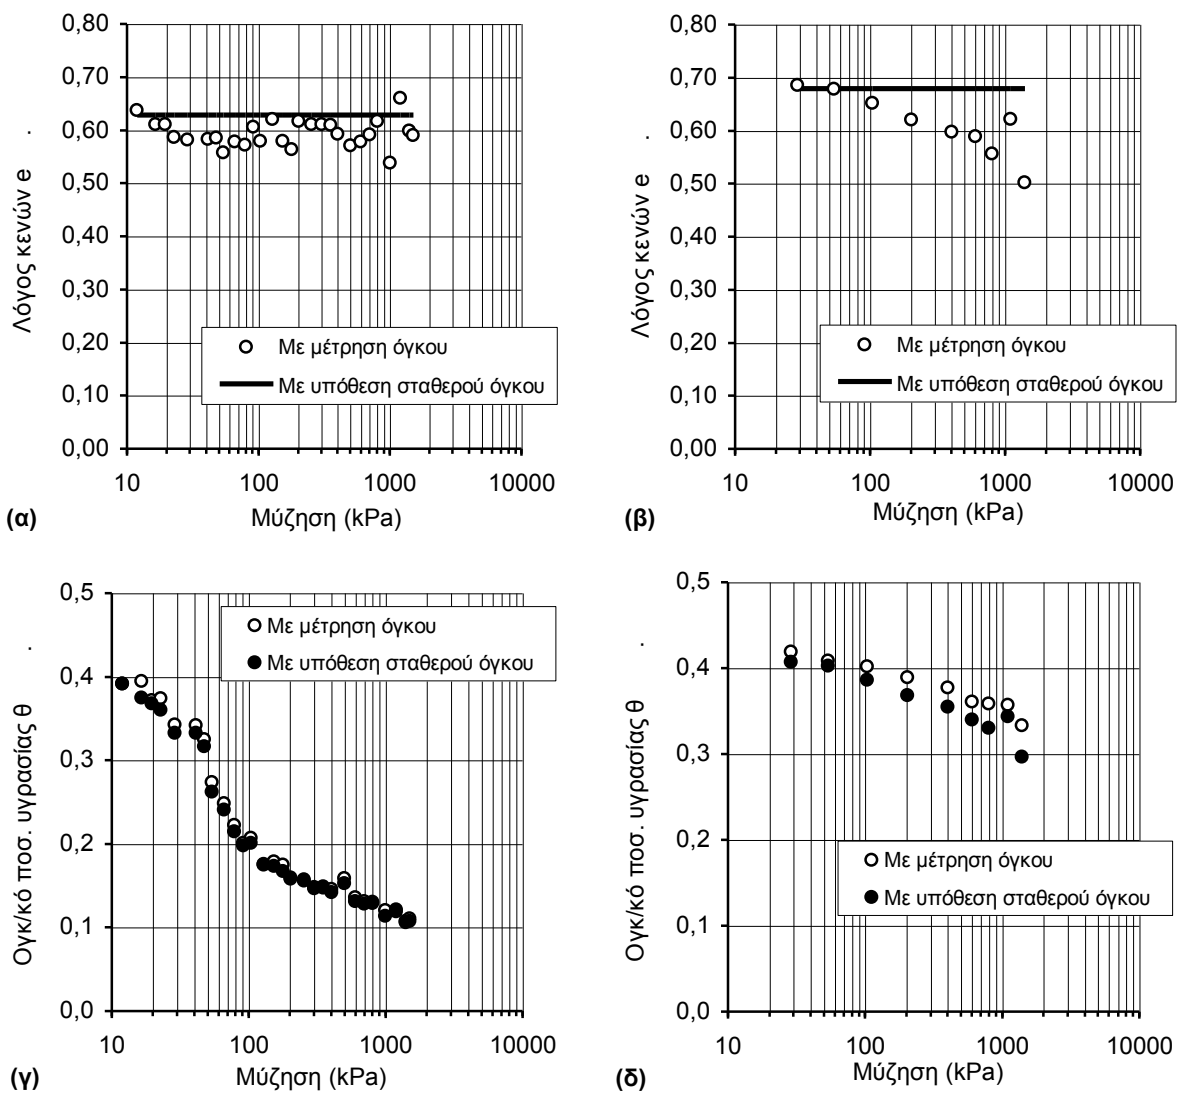 0,80
0,70
0,60
0,50
0,40
0,30
0,20
0,10
0,00
Λόγος κενών e
Με μέτρηση όγκου
Με υπόθεση σταθερού όγκου
10 100 1000 10000
Μύζηση (kPa)
(α)
0,80
0,70
0,60
0,50
0,40
0,30
0,20
0,10
0,00
Λόγος κενών e
Με μέτρηση όγκου
Με υπόθεση σταθερού όγκου
10 100 1000 10000
Μύζηση (kPa)
(β)
0,5
0,4
0,3
0,2
0,1
0,0
Ογκ/κό ποσ. υγρασίας θ
Με μέτρηση όγκου
Με υπόθεση σταθερού όγκου
10 100 1000 10000
Μύζηση (kPa)
(γ)
0,5
0,4
0,3
0,2
0,1
0,0
Ογκ/κό ποσ. υγρασίας θ
Με μέτρηση όγκου
Με υπόθεση σταθερού όγκου
10 100 1000 10000
Μύζηση (kPa)
(δ)